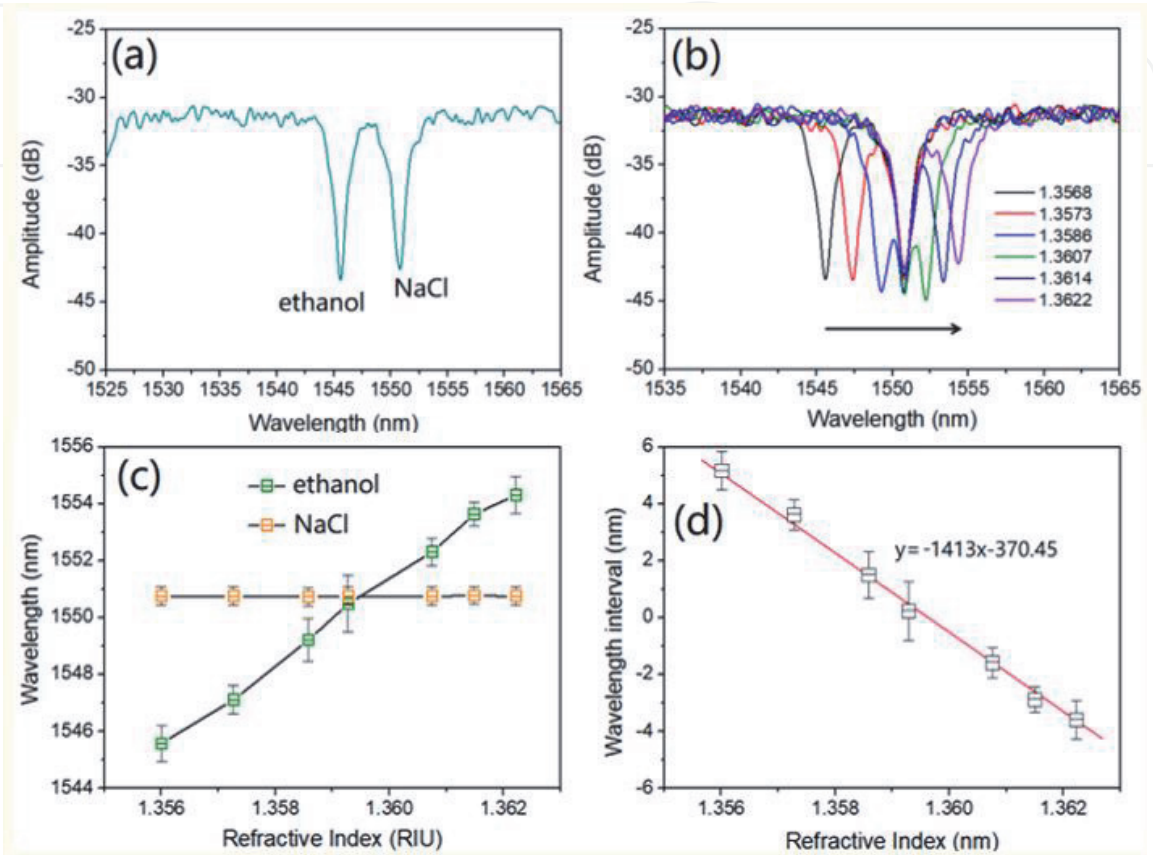 (a)
-25
-30
-35
-40
-45
-50
Amplitude (dB)
ethanol
NaCl
1525 1530 1535 1540 1545 1550 1555 1560 1565
Wavelength (nm)
(b)
-25
-30
-35
-40
-45
-50
Amplitude (dB)
1.3568
1.3573
1.3586
1.3607
1.3614
1.3622
1535 1540 1545 1550 1555 1560 1565
Wavelength (nm)
(c)
1556
1554
1552
1550
1548
1546
1544
Wavelength (nm)
ethanol
NaCl
1.356 1.358 1.360 1.362
Refractive Index (RIU)
(d)
6
4
2
0
-2
-4
-6
Wavelength interval (nm)
y= -1413x-370.45
1.356 1.358 1.360 1.362
Refractive Index (nm)